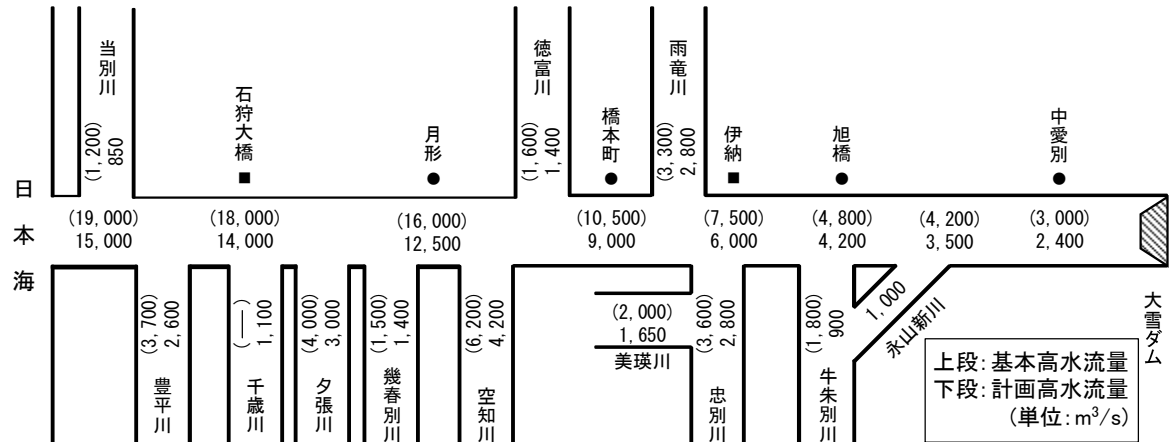 当別川
(1,200)
850
石狩大橋
月形
徳富川
(1,600)
1,400
橋本町
雨竜川
(3,300)
2,800
伊納
旭橋
中愛別
日本海
(19,000)
15,000
(18,000)
14,000
(16,000)
12,500
(10,500)
9,000
(7,500)
6,000
(4,800)
4,200
(4,200)
3,500
(3,000)
2,400
大雪ダム
(3,700)
2,600
豊平川
(──)
1,100
千歳川
(4,000)
3,000
夕張川
(1,500)
1,400
幾春別川
(6,200)
4,200
空知川
(2,000)
1,650
美瑛川
(3,600)
2,800
忠別川
(1,800)
900
牛朱別川
1,000
永山新川
上段:基本高水流量
下段:計画高水流量
(単位:m³/s)